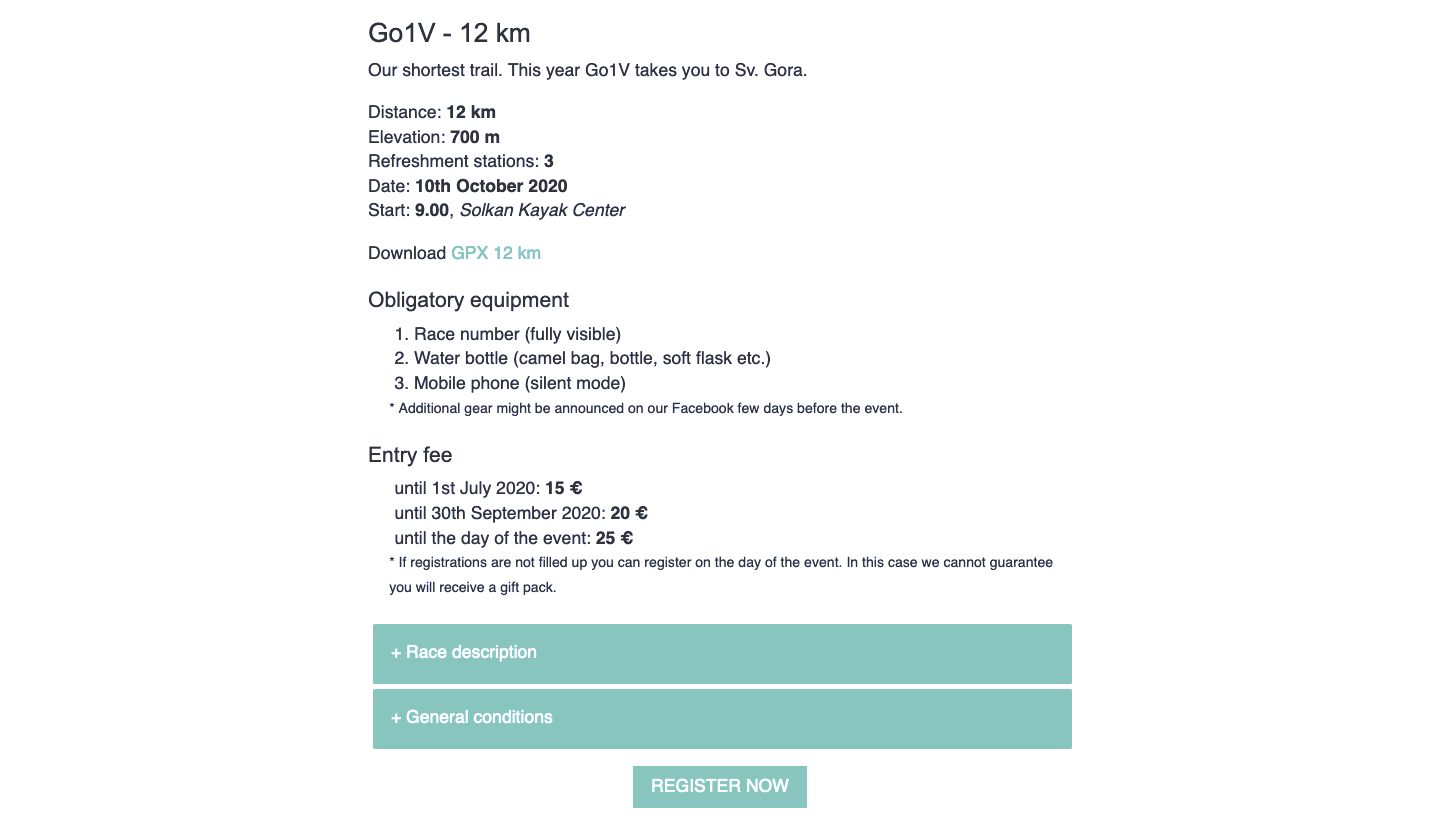 Go1V - 12 km
Our shortest trail. This year Go1V takes you to Sv. Gora.
Distance: 12 km
Elevation: 700 m
Refreshment stations: 3
Date: 10th October 2020
Start: 9.00, Solkan Kayak Center
Download GPX 12 km
Obligatory equipment
1. Race number (fully visible)
2. Water bottle (camel bag, bottle, soft flask etc.)
3. Mobile phone (silent mode)
* Additional gear might be announced on our Facebook few days before the event.
Entry fee
until 1st July 2020: 15 €
until 30th September 2020: 20 €
until the day of the event: 25 €
* If registrations are not filled up you can register on the day of the event. In this case we cannot guarantee
you will receive a gift pack.
+ Race description
+ General conditions
REGISTER NOW